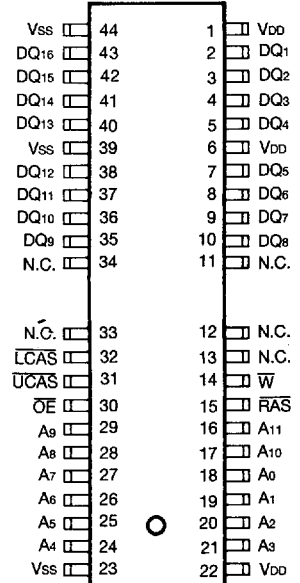 Vss 44 1 VDD
DQ16 43 2 DQ1
DQ15 42 3 DQ2
DQ14 41 4 DQ3
DQ13 40 5 DQ4
Vss 39 6 VDD
DQ12 38 7 DQ5
DQ11 37 8 DQ6
DQ10 36 9 DQ7
DQ9 35 10 DQ8
N.C. 34 11 N.C.
N.C. 33 12 N.C.
L̅C̅A̅S̅ 32 13 N.C.
U̅C̅A̅S̅ 31 14 W̅
O̅E̅ 30 15 R̅A̅S̅
A9 29 16 A11
A8 28 17 A10
A7 27 18 A0
A6 26 19 A1
A5 25 20 A2
A4 24 21 A3
Vss 23 22 VDD